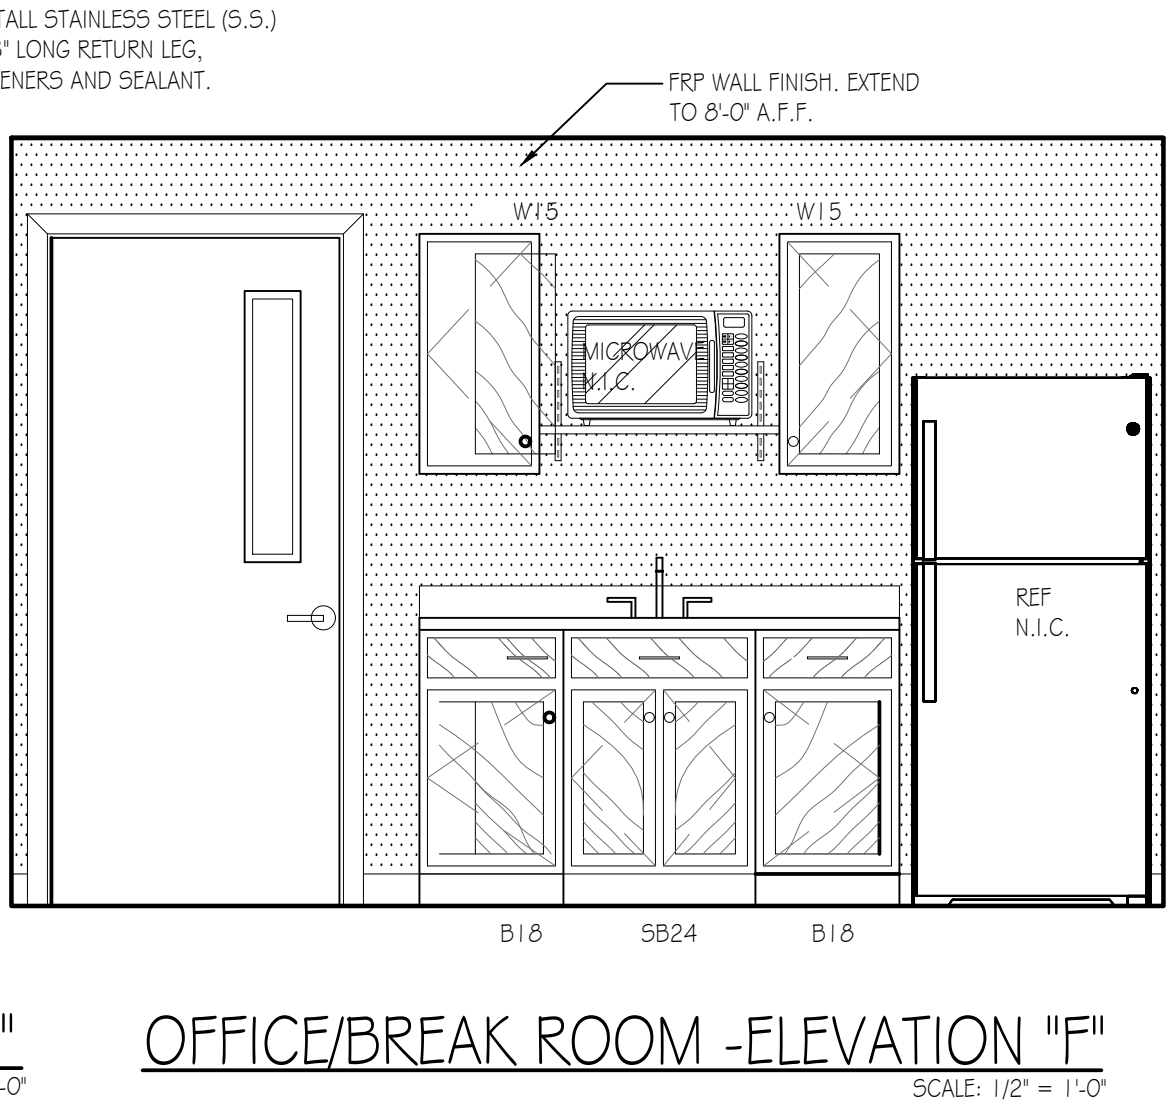 TALL STAINLESS STEEL (S.S.)
" LONG RETURN LEG,
ENERS AND SEALANT.
FRP WALL FINISH. EXTEND
TO 8'-0" A.F.F.
W15
W15
MICROWAVE
N.I.C.
REF
N.I.C.
B18
SB24
B18
"
-0"
OFFICE/BREAK ROOM -ELEVATION "F"
SCALE: 1/2" = 1'-0"